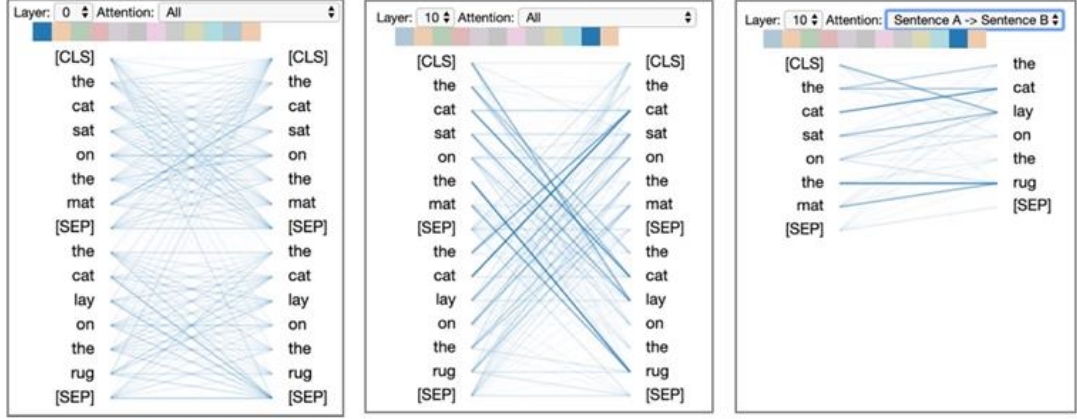 Layer: 0 Attention: All
[CLS] [CLS]
the the
cat cat
sat sat
on on
the the
mat mat
[SEP] [SEP]
the the
cat cat
lay lay
on on
the the
rug rug
[SEP] [SEP]
Layer: 10 Attention: All
[CLS] [CLS]
the the
cat cat
sat sat
on on
the the
mat mat
[SEP] [SEP]
the the
cat cat
lay lay
on on
the the
rug rug
[SEP] [SEP]
Layer: 10 Attention: Sentence A -> Sentence B
[CLS] the
the cat
cat lay
sat on
on the
the rug
mat [SEP]
[SEP]